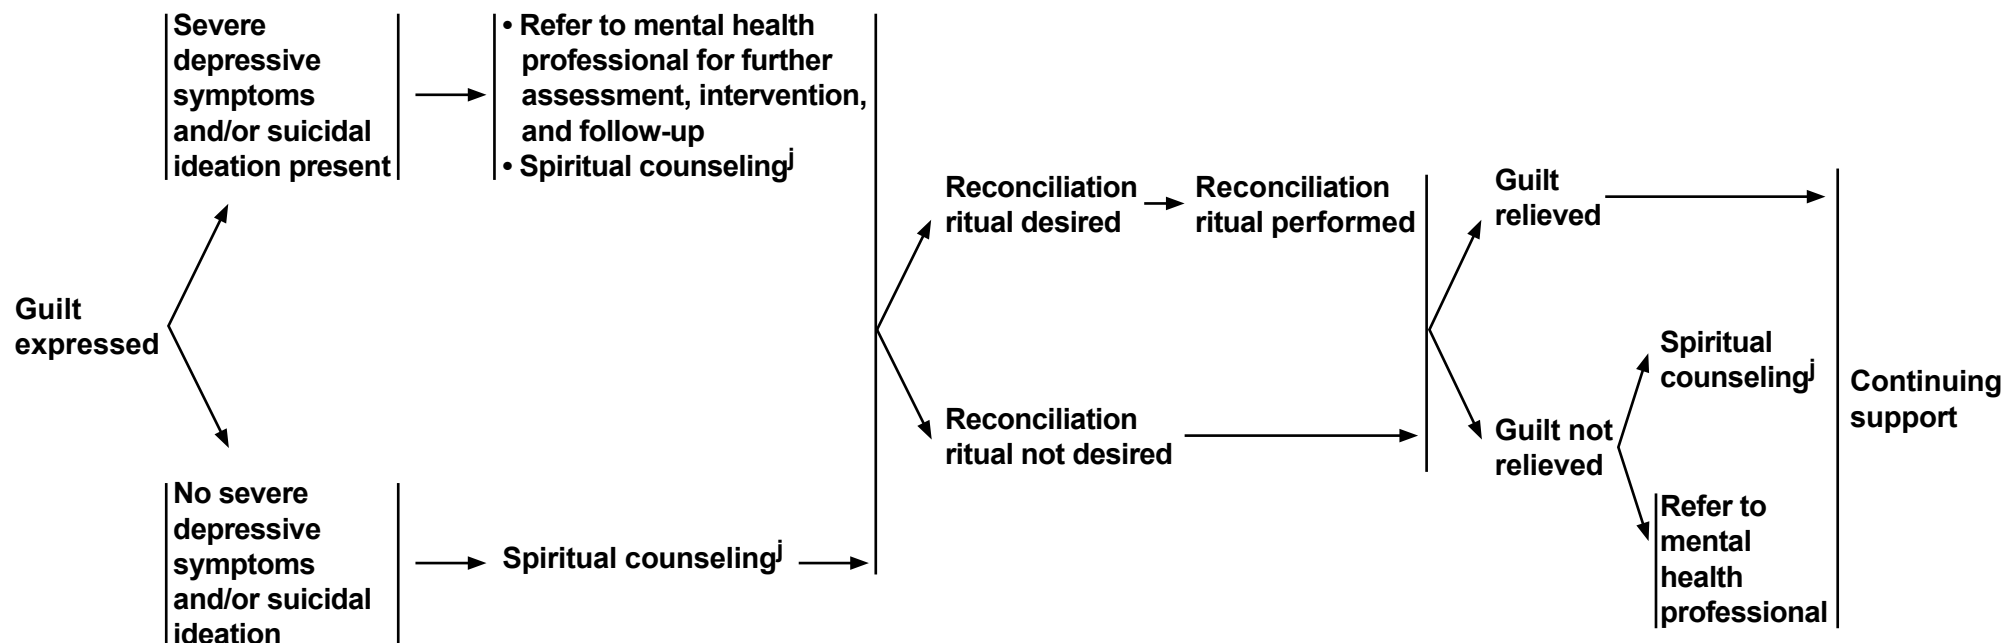 Severe
depressive
symptoms
and/or suicidal
ideation present
• Refer to mental health
professional for further
assessment, intervention,
and follow-up
• Spiritual counselingj
Guilt
expressed
No severe
depressive
symptoms
and/or suicidal
ideation
Spiritual counselingj
Reconciliation
ritual desired
Reconciliation
ritual performed
Reconciliation
ritual not desired
Guilt
relieved
Guilt not
relieved
Spiritual
counselingj
Refer to
mental
health
professional
Continuing
support